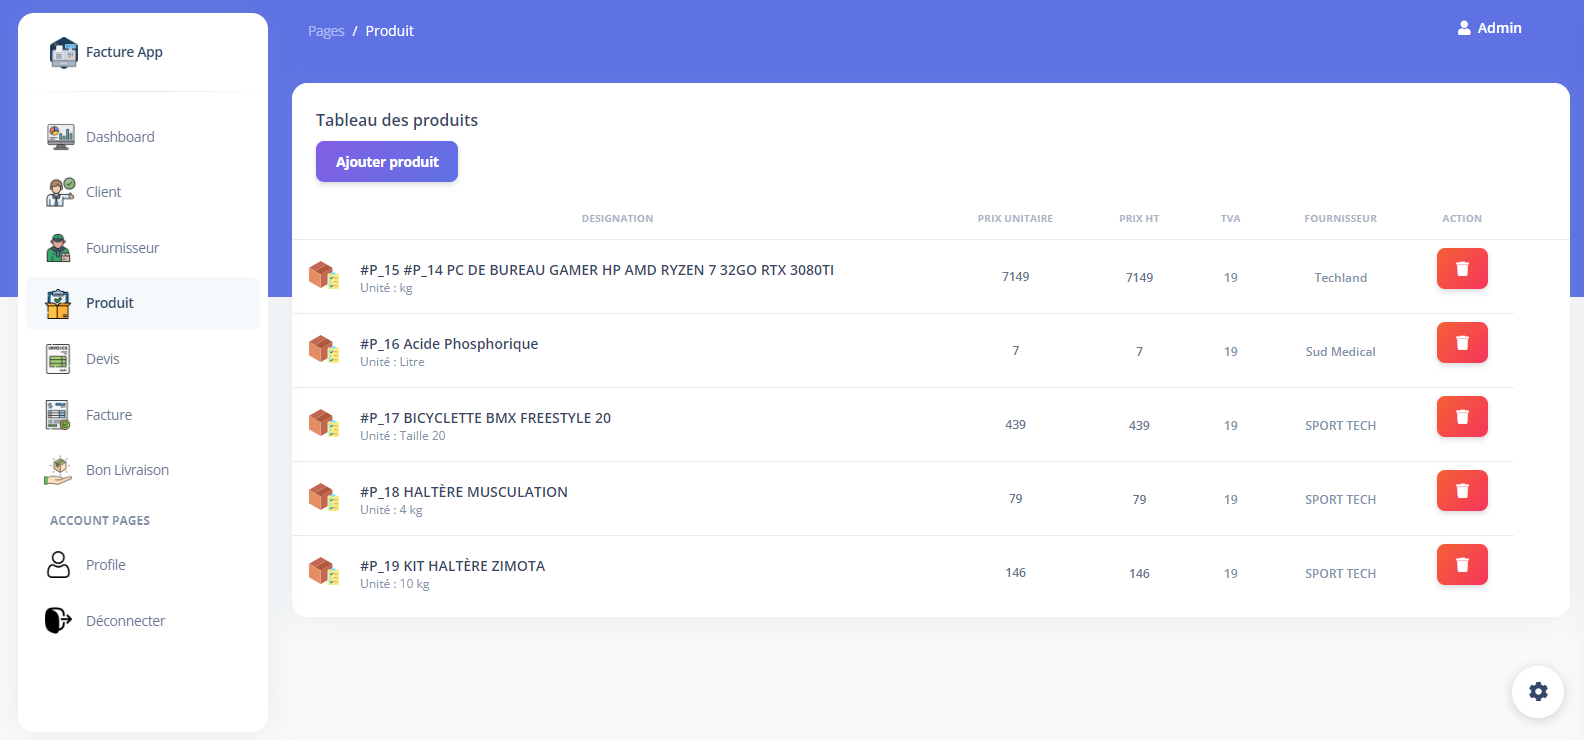 Facture App
Pages / Produit
Admin
Dashboard
Client
Fournisseur
Produit
Devis
INVOICE
Facture
Bon Livraison
ACCOUNT PAGES
Profile
Déconnecter
Tableau des produits
Ajouter produit
DESIGNATION PRIX UNITAIRE PRIX HT TVA FOURNISSEUR ACTION
#P_15 #P_14 PC DE BUREAU GAMER HP AMD RYZEN 7 32GO RTX 3080TI
Unité : kg
7149 7149 19 Techland
#P_16 Acide Phosphorique
Unité : Litre
7 7 19 Sud Medical
#P_17 BICYCLETTE BMX FREESTYLE 20
Unité : Taille 20
439 439 19 SPORT TECH
#P_18 HALTÈRE MUSCULATION
Unité : 4 kg
79 79 19 SPORT TECH
#P_19 KIT HALTÈRE ZIMOTA
Unité : 10 kg
146 146 19 SPORT TECH